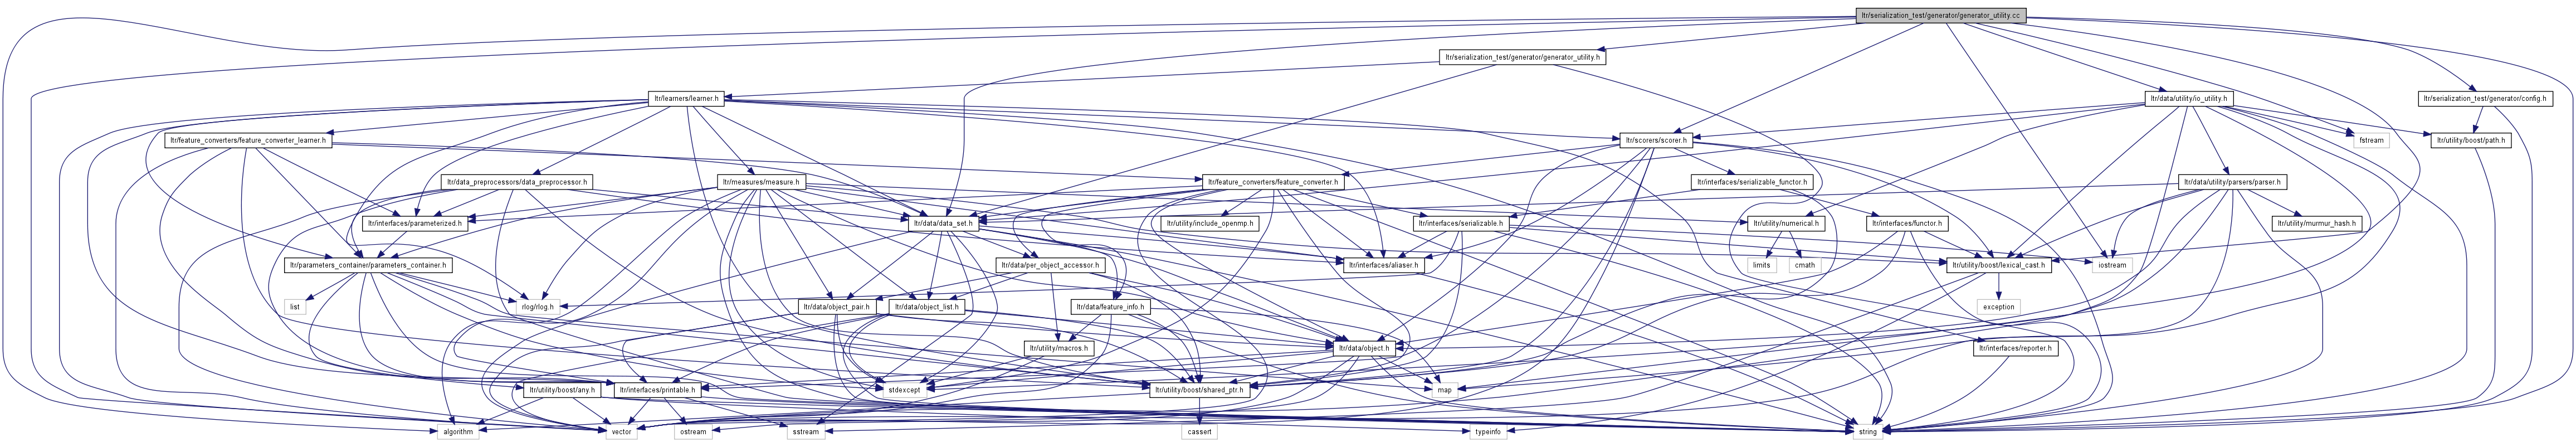 ltr/serialization_test/generator/generator_utility.cc
ltr/serialization_test/generator/generator_utility.h
ltr/learners/learner.h
ltr/data/utility/io_utility.h
ltr/serialization_test/generator/config.h
ltr/feature_converters/feature_converter_learner.h
ltr/scorers/scorer.h
fstream
ltr/utility/boost/path.h
ltr/data_preprocessors/data_preprocessor.h
ltr/measures/measure.h
ltr/feature_converters/feature_converter.h
ltr/interfaces/serializable_functor.h
ltr/data/utility/parsers/parser.h
ltr/interfaces/parameterized.h
ltr/data/data_set.h
ltr/utility/include_openmp.h
ltr/interfaces/serializable.h
ltr/utility/numerical.h
ltr/interfaces/functor.h
ltr/utility/murmur_hash.h
ltr/parameters_container/parameters_container.h
ltr/data/per_object_accessor.h
ltr/interfaces/aliaser.h
limits
cmath
ltr/utility/boost/lexical_cast.h
iostream
list
rlog/rlog.h
ltr/data/object_pair.h
ltr/data/object_list.h
ltr/data/feature_info.h
exception
ltr/utility/macros.h
ltr/data/object.h
ltr/interfaces/reporter.h
ltr/utility/boost/any.h
ltr/interfaces/printable.h
stdexcept
ltr/utility/boost/shared_ptr.h
map
algorithm
vector
ostream
sstream
cassert
typeinfo
string